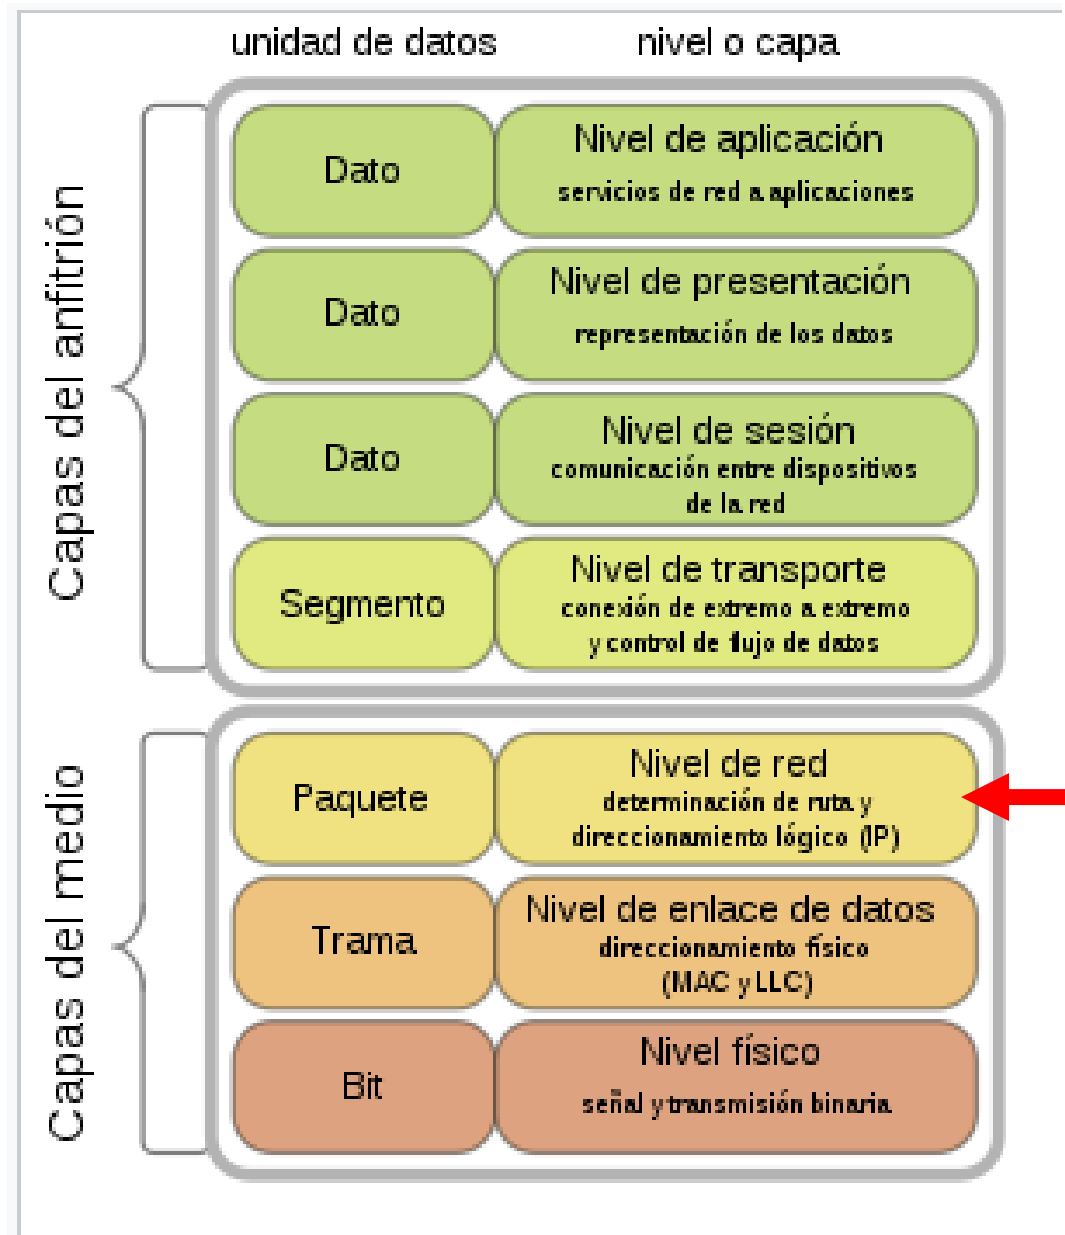 unidad de datos nivel o capa
Capas del anfitrión
Dato
Nivel de aplicación
servicios de red a aplicaciones
Dato
Nivel de presentación
representación de los datos
Dato
Nivel de sesión
comunicación entre dispositivos
de la red
Segmento
Nivel de transporte
conexión de extremo a extremo
y control de flujo de datos
Capas del medio
Paquete
Nivel de red
determinación de ruta y
direccionamiento lógico (IP)
Trama
Nivel de enlace de datos
direccionamiento físico
(MAC y LLC)
Bit
Nivel físico
señal y transmisión binaria